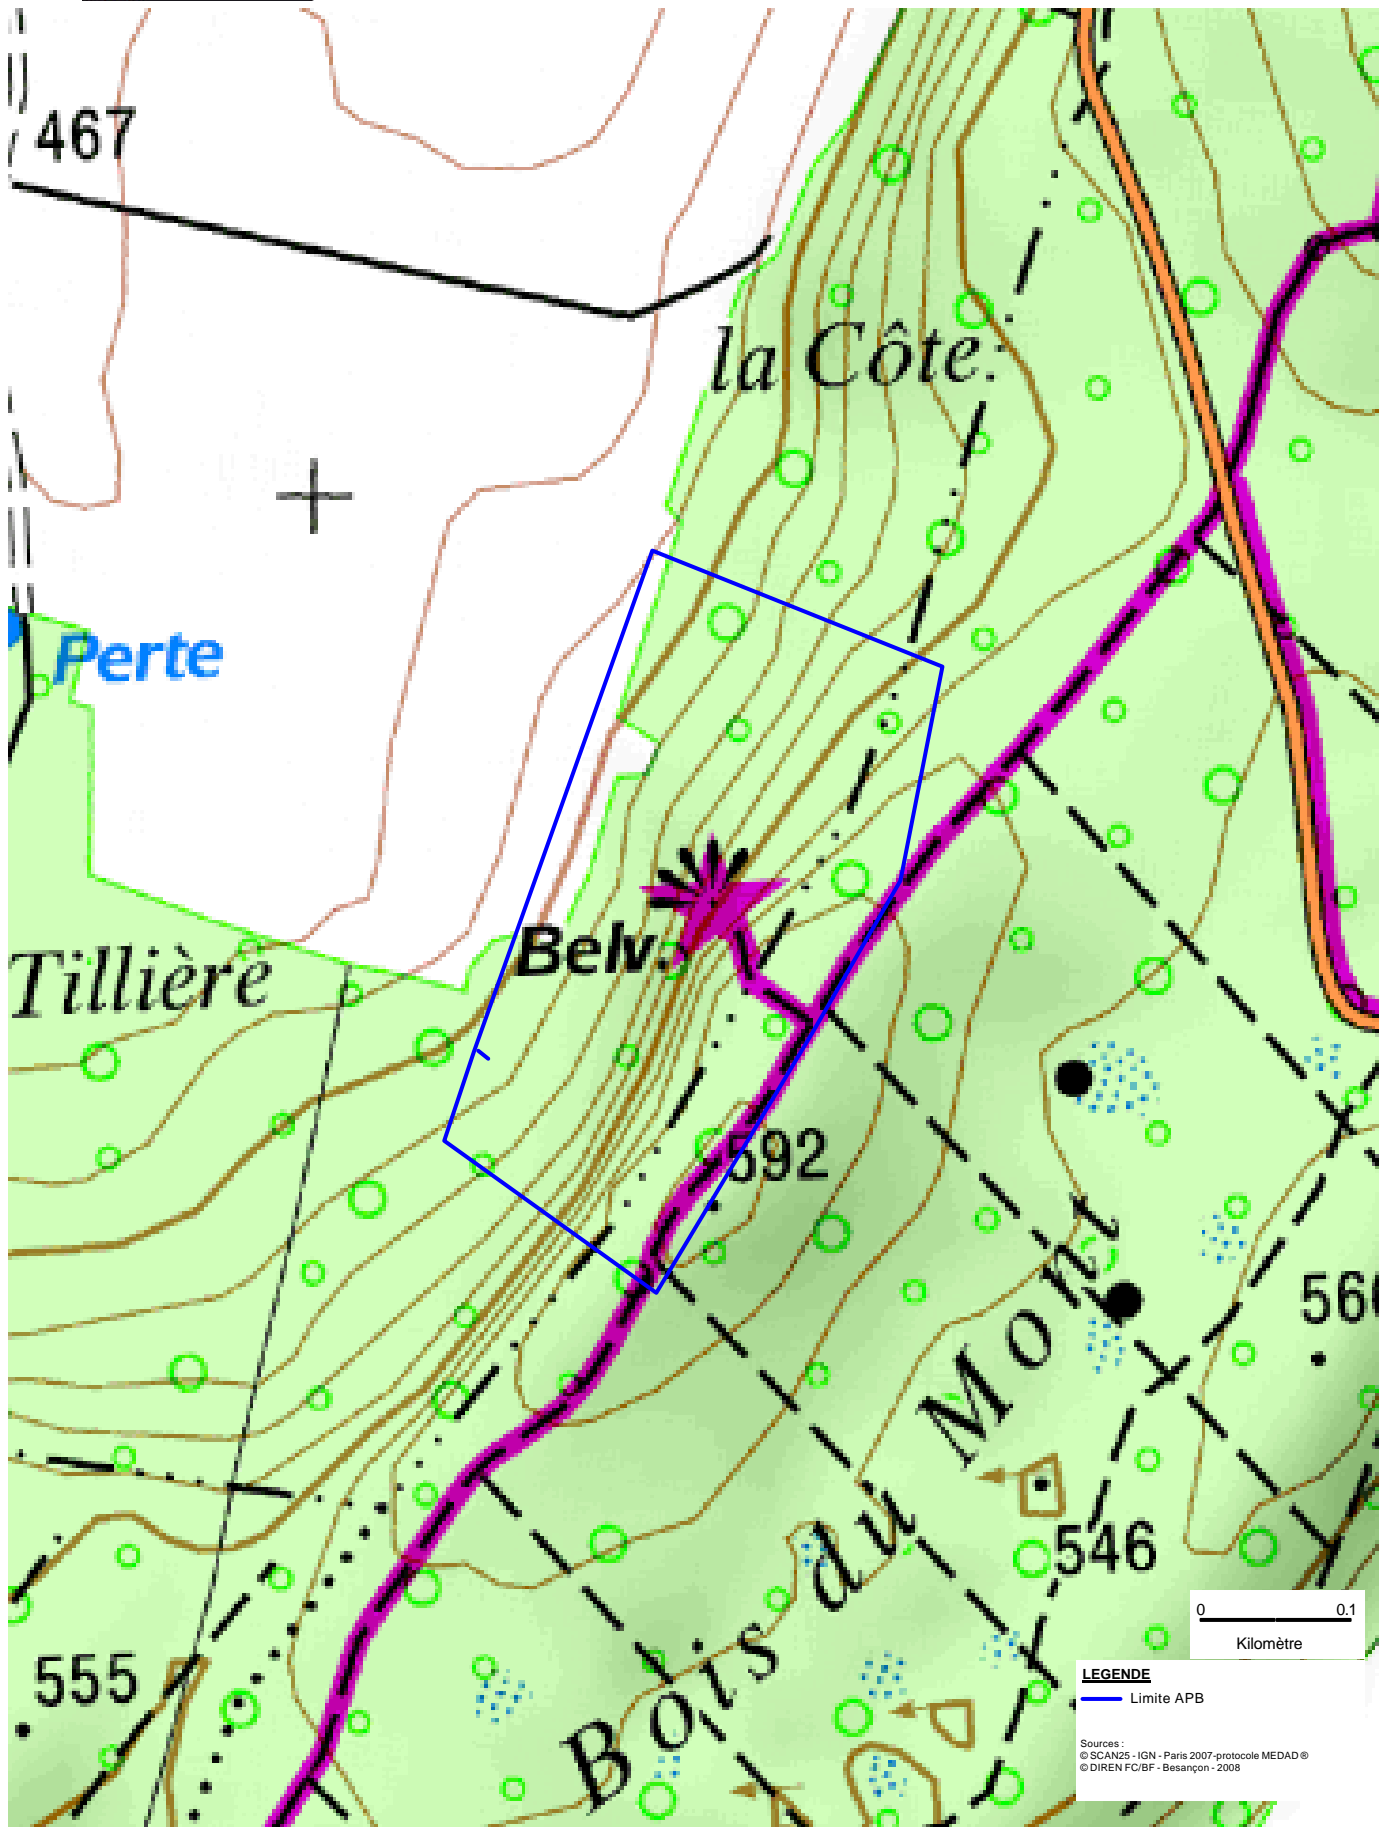 467
la Côte
Perte
Belv.
Tillière
592
566
Bois du Mont
546
555
0 0.1
Kilomètre
LEGENDE
Limite APB
Sources :
© SCAN25 - IGN - Paris 2007-protocole MEDAD ®
© DIREN FC/BF - Besançon - 2008